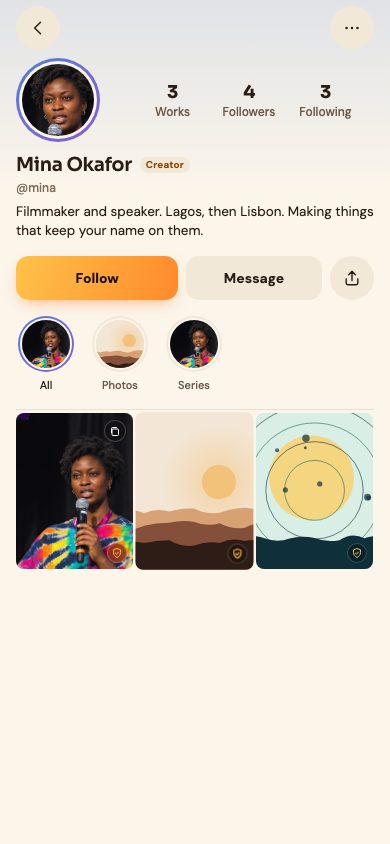 3
Works
4
Followers
3
Following
Mina Okafor
Creator
@mina
Filmmaker and speaker. Lagos, then Lisbon. Making things
that keep your name on them.
Follow
Message
All
Photos
Series